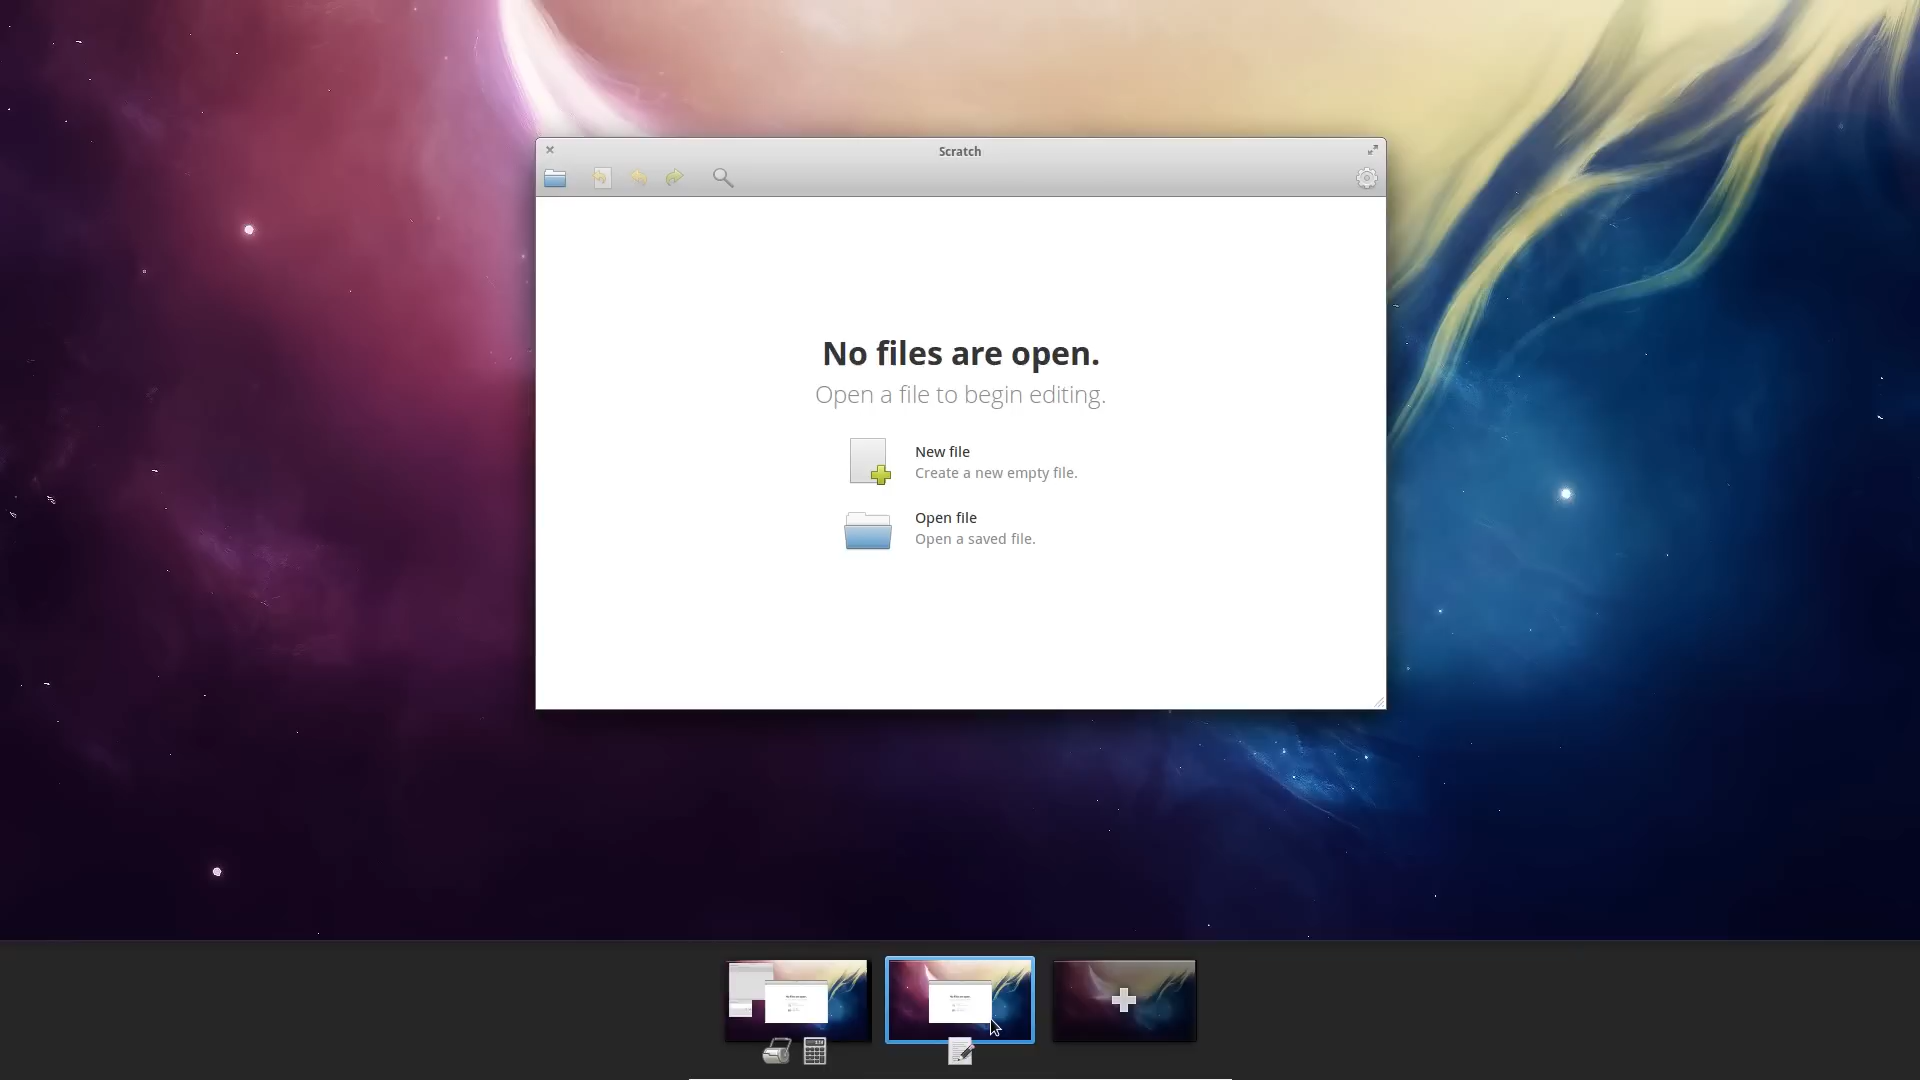 Scratch
No files are open.
Open a file to begin editing.
New file
Create a new empty file.
Open file
Open a saved file.